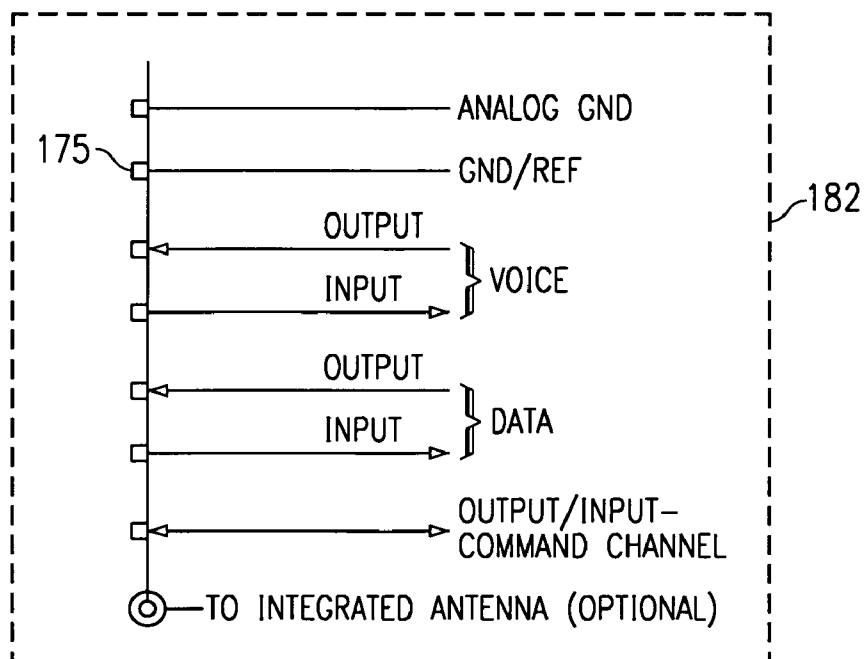 ANALOG GND
175
GND/REF
182
OUTPUT
VOICE
INPUT
OUTPUT
DATA
INPUT
OUTPUT/INPUT-
COMMAND CHANNEL
TO INTEGRATED ANTENNA (OPTIONAL)